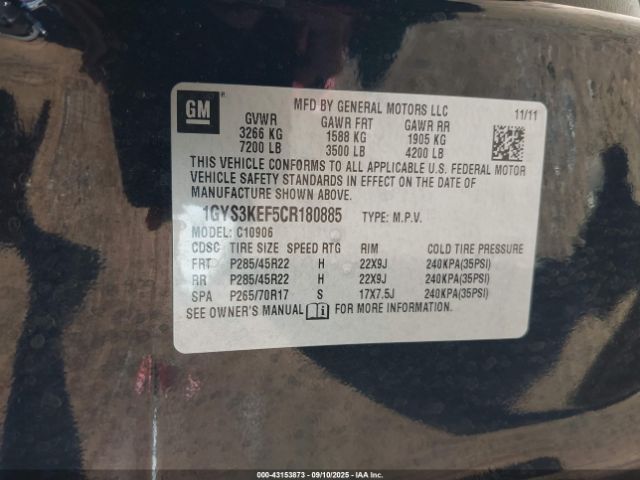 GM®
MFD BY GENERAL MOTORS LLC
11/11
GVWR GAWR FRT GAWR RR
3266 KG 1588 KG 1905 KG
7200 LB 3500 LB 4200 LB
THIS VEHICLE CONFORMS TO ALL APPLICABLE U.S. FEDERAL MOTOR
VEHICLE SAFETY STANDARDS IN EFFECT ON THE DATE OF
MANUFACTURE SHOWN ABOVE.
1GYS3KEF5CR180885 TYPE: M.P.V.
MODEL: C10906
CDSC TIRE SIZE SPEED RTG RIM COLD TIRE PRESSURE
FRT P285/45R22 H 22X9J 240KPA(35PSI)
RR P285/45R22 H 22X9J 240KPA(35PSI)
SPA P265/70R17 S 17X7.5J 240KPA(35PSI)
SEE OWNER'S MANUAL FOR MORE INFORMATION.
000-43153873 - 09/10/2025 - IAAI, Inc.